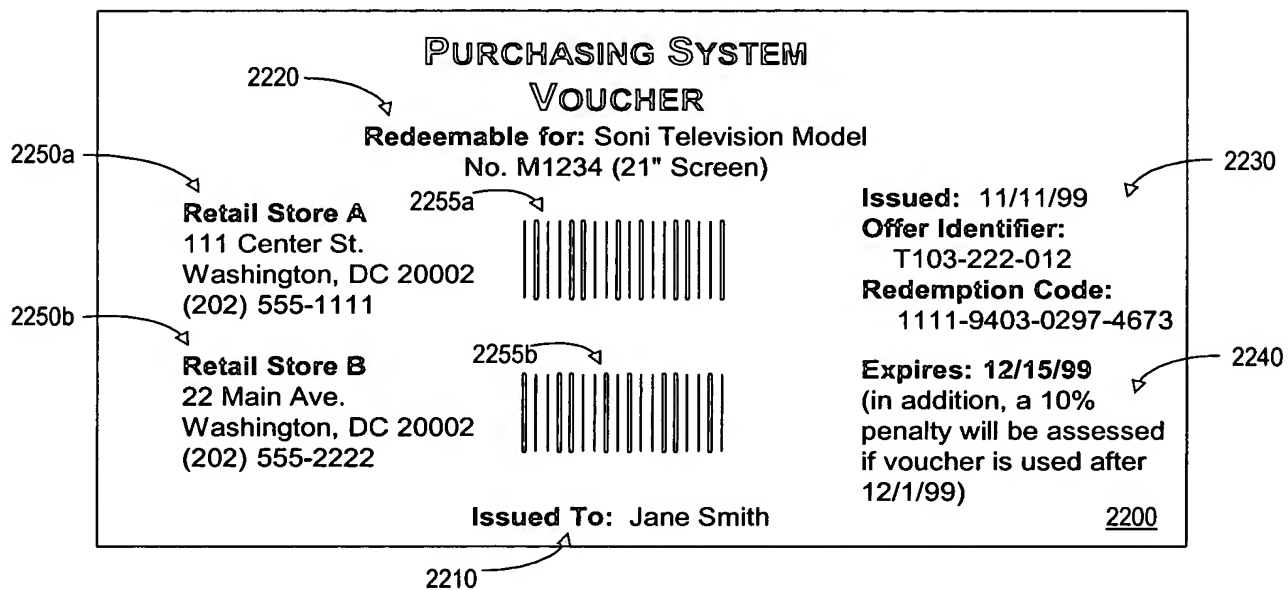 PURCHASING SYSTEM
VOUCHER
2220
Redeemable for: Soni Television Model
No. M1234 (21" Screen)
2250a
Retail Store A
111 Center St.
Washington, DC 20002
(202) 555-1111
2255a
2250b
Retail Store B
22 Main Ave.
Washington, DC 20002
(202) 555-2222
2255b
2230
Issued: 11/11/99
Offer Identifier:
T103-222-012
Redemption Code:
1111-9403-0297-4673
2240
Expires: 12/15/99
(in addition, a 10%
penalty will be assessed
if voucher is used after
12/1/99)
Issued To: Jane Smith
2200
2210